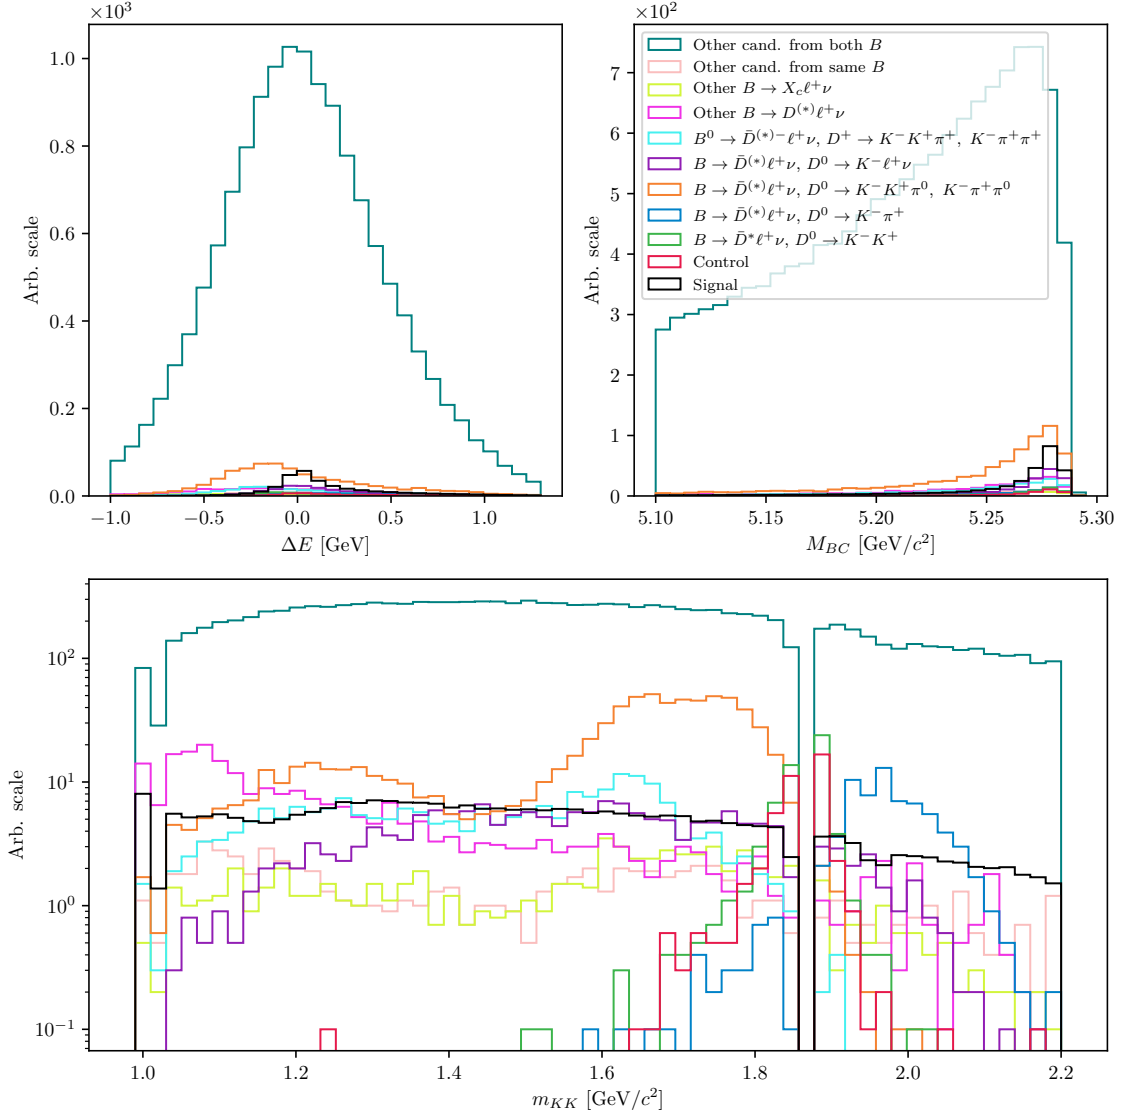 ×10³
1.0
0.8
0.6
0.4
0.2
0.0
Arb. scale
−1.0
−0.5
0.0
0.5
1.0
ΔE [GeV]
×10²
7
6
5
4
3
2
1
0
Arb. scale
Other cand. from both B
Other cand. from same B
Other B → X_cℓ⁺ν
Other B → D⁽*⁾ℓ⁺ν
B⁰ → D̄⁽*⁾⁻ℓ⁺ν, D⁺ → K⁻K⁺π⁺, K⁻π⁺π⁺
B → D̄⁽*⁾ℓ⁺ν, D⁰ → K⁻ℓ⁺ν
B → D̄⁽*⁾ℓ⁺ν, D⁰ → K⁻K⁺π⁰, K⁻π⁺π⁰
B → D̄⁽*⁾ℓ⁺ν, D⁰ → K⁻π⁺
B → D̄*ℓ⁺ν, D⁰ → K⁻K⁺
Control
Signal
5.10
5.15
5.20
5.25
5.30
M_BC [GeV/c²]
10²
10¹
10⁰
10⁻¹
Arb. scale
1.0
1.2
1.4
1.6
1.8
2.0
2.2
m_KK [GeV/c²]